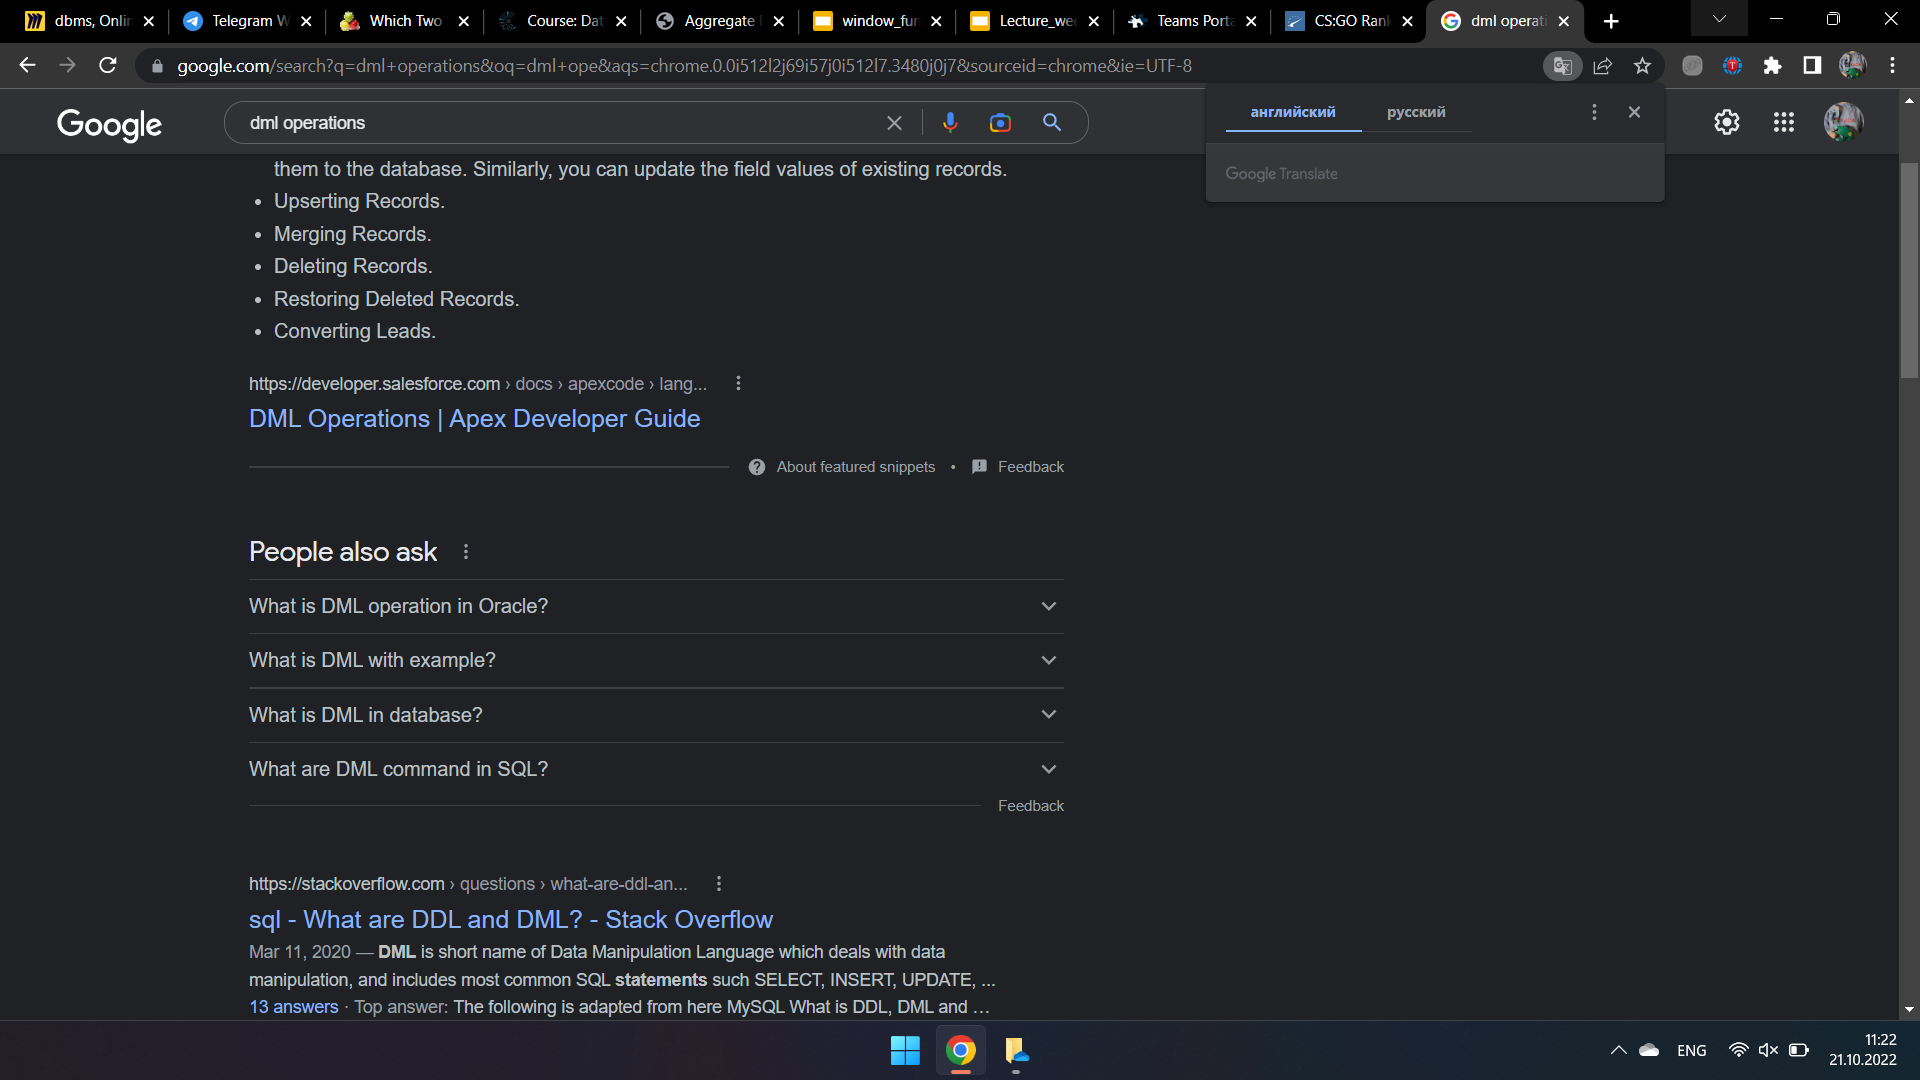 dbms, Onlin
Telegram W
Which Two
Course: Dat
Aggregate F
window_fun
Lecture_wee
Teams Porta
CS:GO Rank
dml operati
google.com/search?q=dml+operations&oq=dml+ope&aqs=chrome.0.0i512l2j69i57j0i512l7.3480j0j7&sourceid=chrome&ie=UTF-8
Google
dml operations
английский
русский
Google Translate
them to the database. Similarly, you can update the field values of existing records.
• Upserting Records.
• Merging Records.
• Deleting Records.
• Restoring Deleted Records.
• Converting Leads.
https://developer.salesforce.com › docs › apexcode › lang...
DML Operations | Apex Developer Guide
About featured snippets • Feedback
People also ask
What is DML operation in Oracle?
What is DML with example?
What is DML in database?
What are DML command in SQL?
Feedback
https://stackoverflow.com › questions › what-are-ddl-an...
sql - What are DDL and DML? - Stack Overflow
Mar 11, 2020 — DML is short name of Data Manipulation Language which deals with data
manipulation, and includes most common SQL statements such SELECT, INSERT, UPDATE, ...
13 answers · Top answer: The following is adapted from here MySQL What is DDL, DML and …
ENG
11:22
21.10.2022